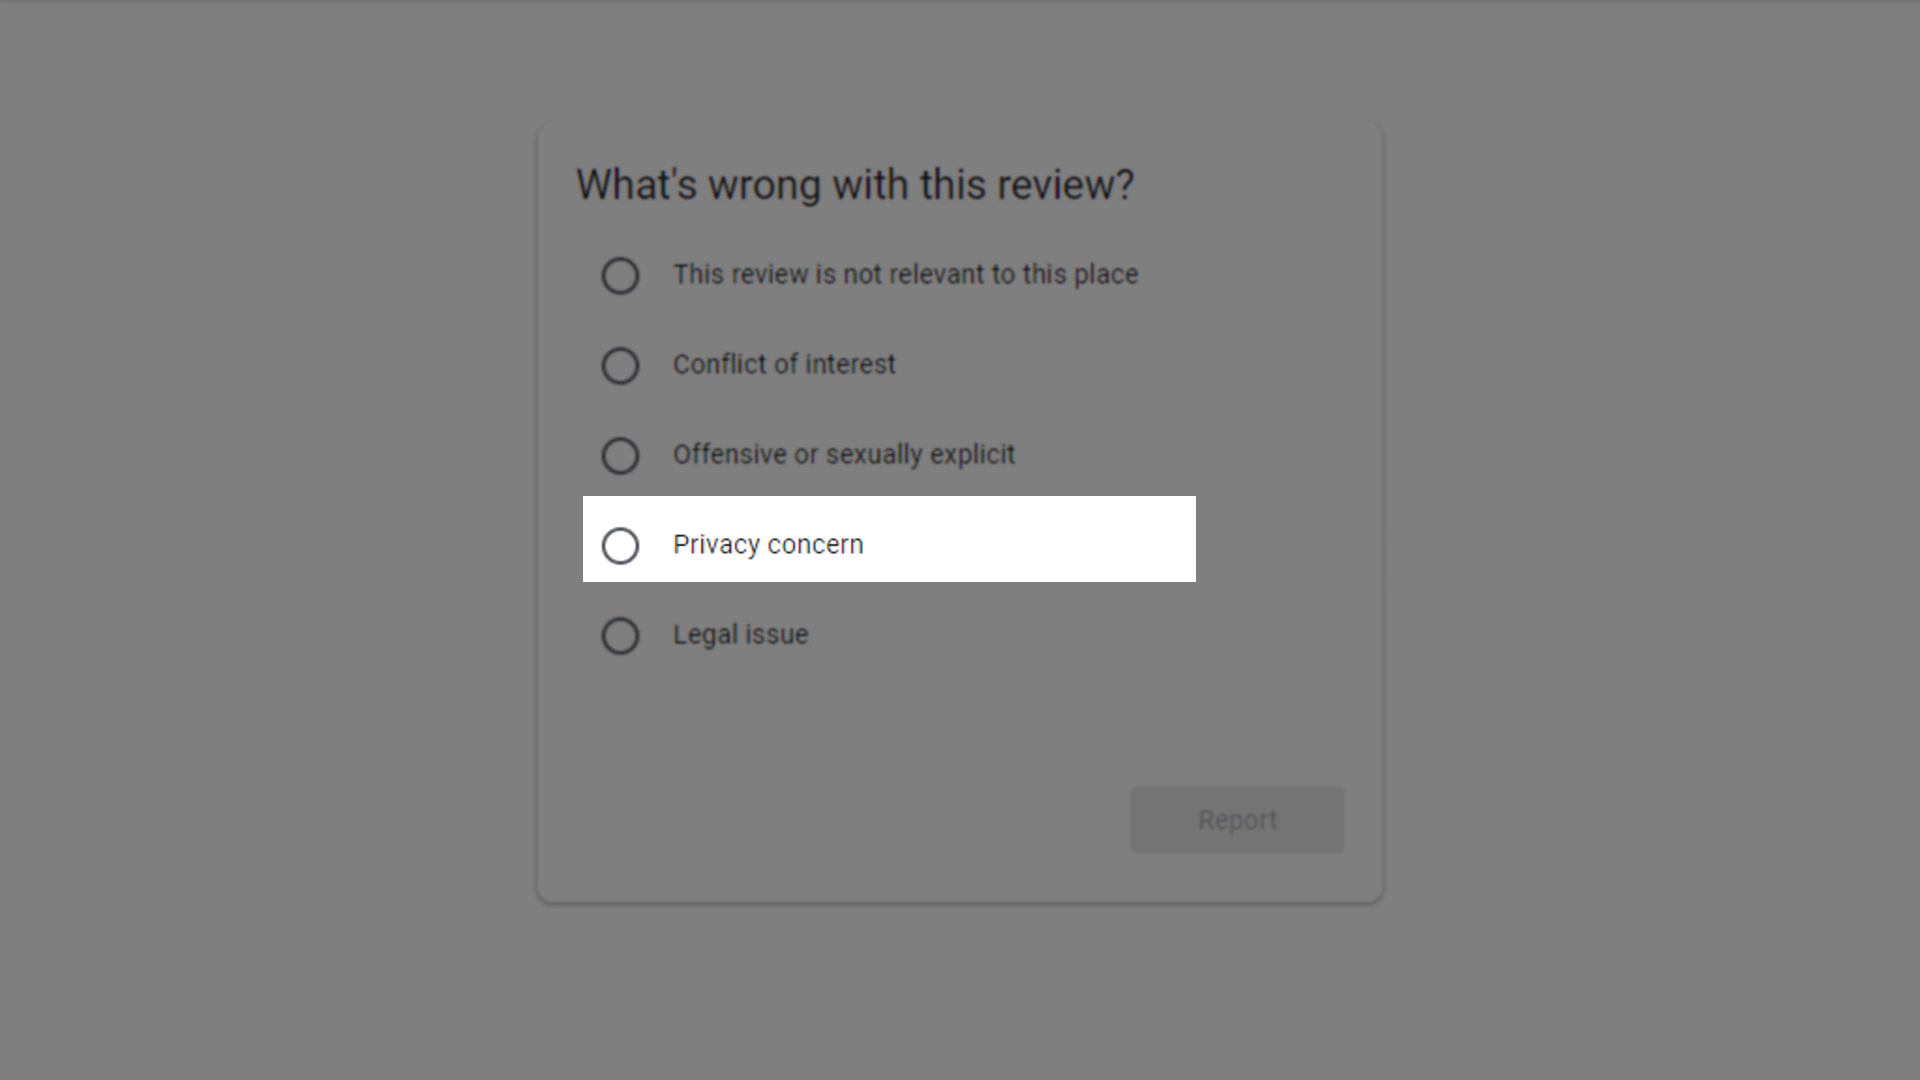 What's wrong with this review?
This review is not relevant to this place
Conflict of interest
Offensive or sexually explicit
Privacy concern
Legal issue
Report